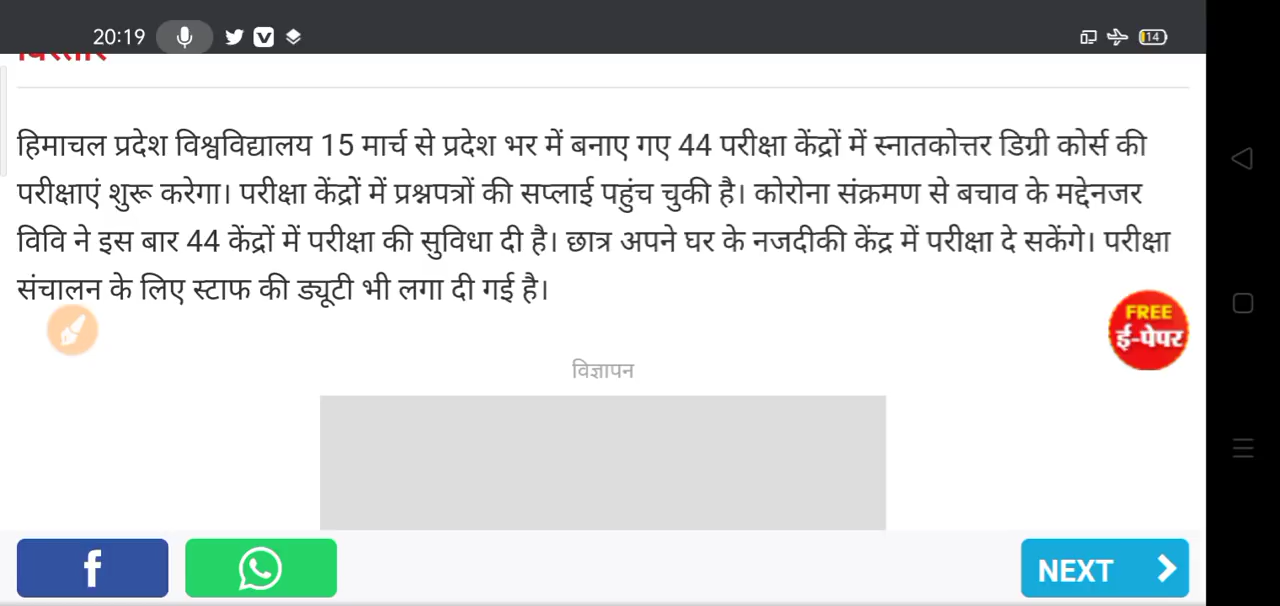 20:19
14
विस्तार
हिमाचल प्रदेश विश्वविद्यालय 15 मार्च से प्रदेश भर में बनाए गए 44 परीक्षा केंद्रों में स्नातकोत्तर डिग्री कोर्स की
परीक्षाएं शुरू करेगा। परीक्षा केंद्रों में प्रश्नपत्रों की सप्लाई पहुंच चुकी है। कोरोना संक्रमण से बचाव के मद्देनजर
विवि ने इस बार 44 केंद्रों में परीक्षा की सुविधा दी है। छात्र अपने घर के नजदीकी केंद्र में परीक्षा दे सकेंगे। परीक्षा
संचालन के लिए स्टाफ की ड्यूटी भी लगा दी गई है।
FREE
ई-पेपर
विज्ञापन
NEXT